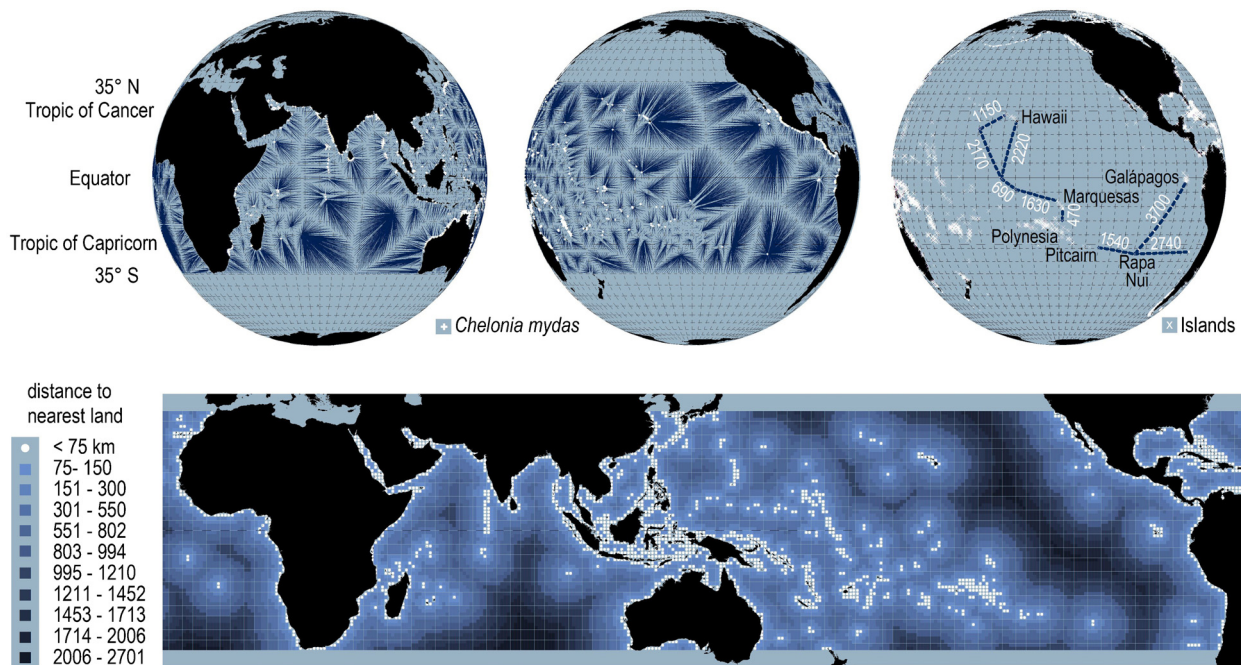 35° N
Tropic of Cancer
Equator
Tropic of Capricorn
35° S
+ Chelonia mydas
1150
Hawaii
2170
2220
Galápagos
690
1630
Marquesas
470
3700
Polynesia
Pitcairn
1540
2740
Rapa
Nui
x Islands
distance to
nearest land
< 75 km
75- 150
151 - 300
301 - 550
551 - 802
803 - 994
995 - 1210
1211 - 1452
1453 - 1713
1714 - 2006
2006 - 2701